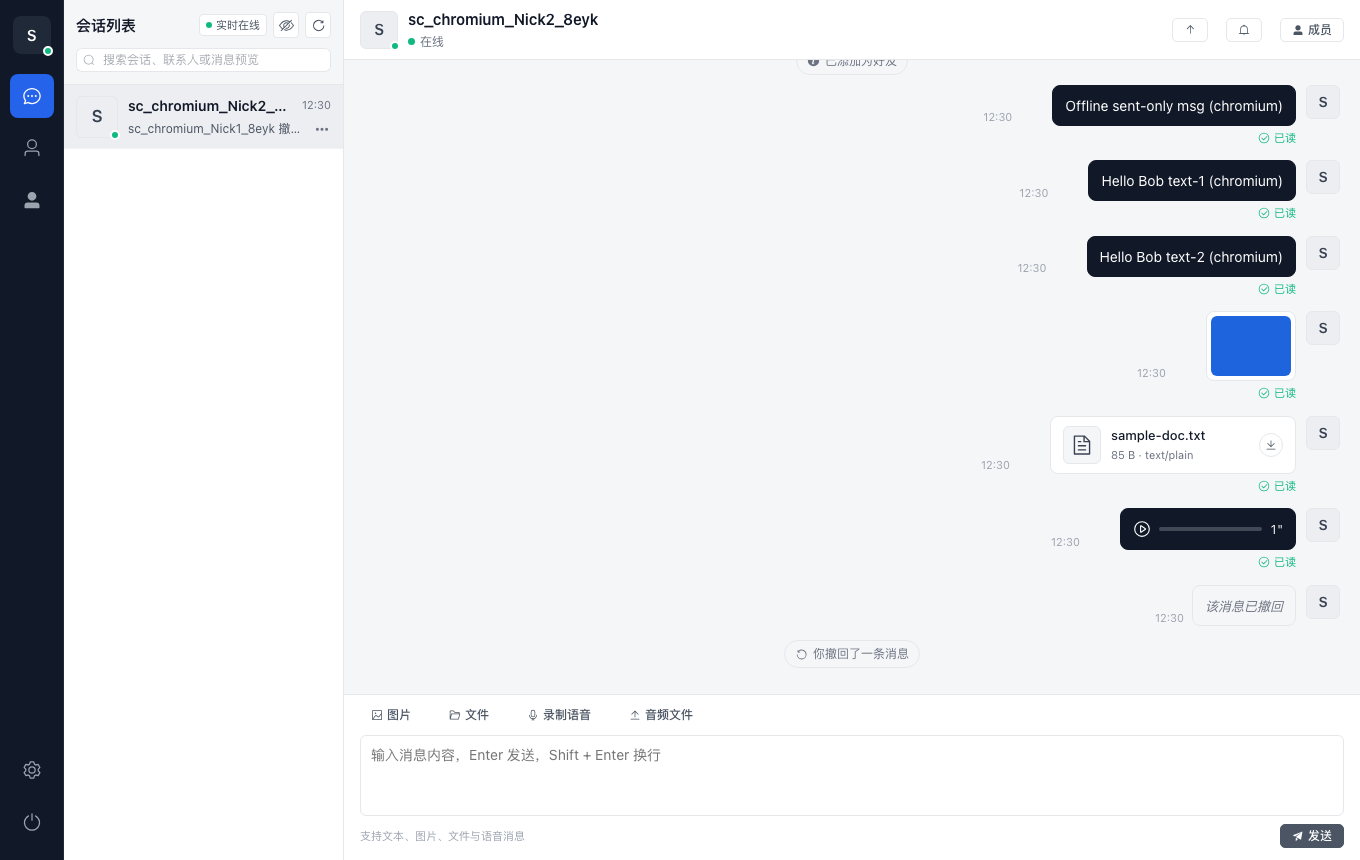 S
会话列表
实时在线
搜索会话、联系人或消息预览
S
sc_chromium_Nick2_...
12:30
sc_chromium_Nick1_8eyk 撤...
S
sc_chromium_Nick2_8eyk
在线
成员
已添加为好友
12:30
Offline sent-only msg (chromium)
S
已读
12:30
Hello Bob text-1 (chromium)
S
已读
12:30
Hello Bob text-2 (chromium)
S
已读
12:30
S
已读
12:30
sample-doc.txt
85 B · text/plain
S
已读
12:30
1"
S
已读
12:30
该消息已撤回
S
你撤回了一条消息
图片
文件
录制语音
音频文件
输入消息内容，Enter 发送，Shift + Enter 换行
支持文本、图片、文件与语音消息
发送